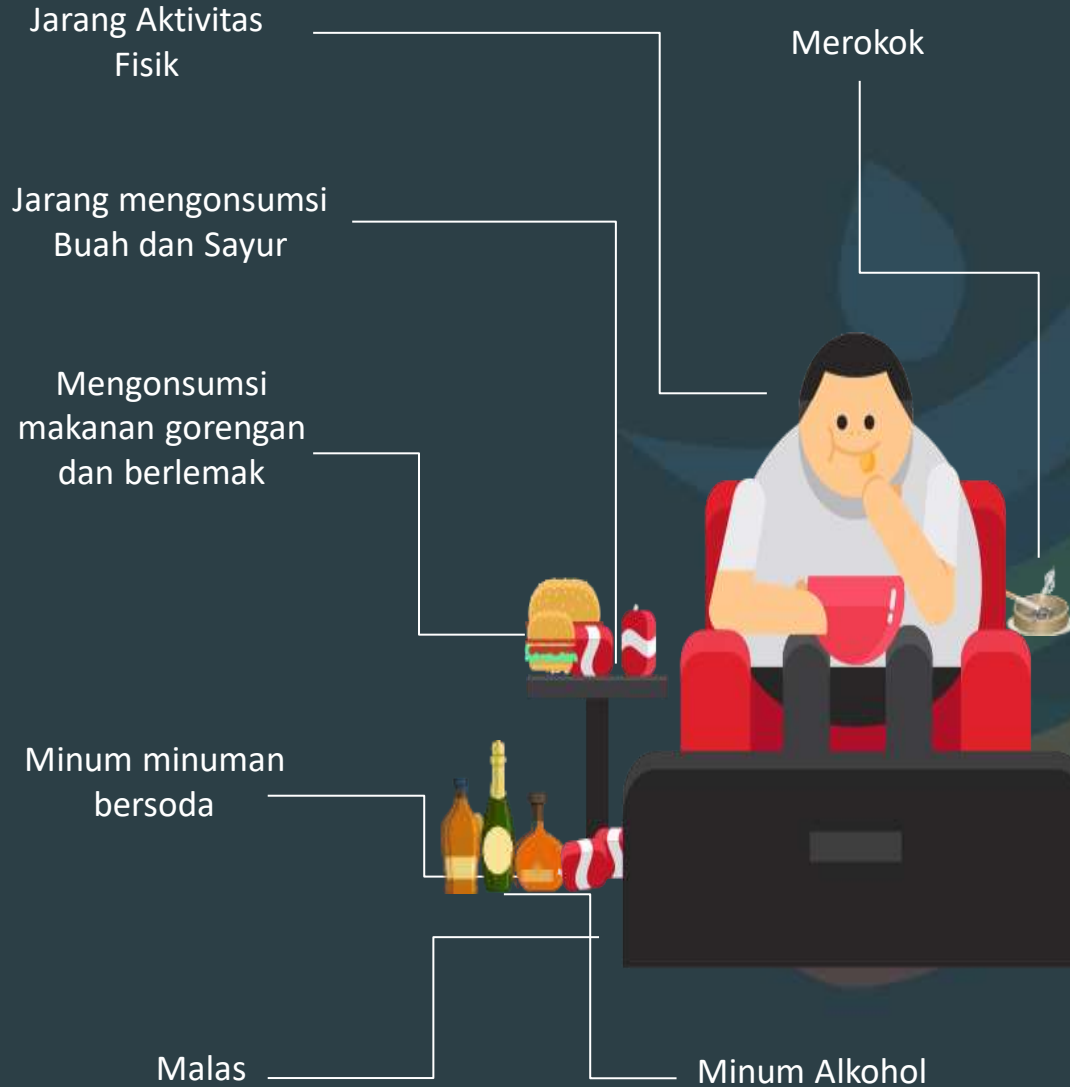 Jarang Aktivitas
Fisik
Merokok
Jarang mengonsumsi
Buah dan Sayur
Mengonsumsi
makanan gorengan
dan berlemak
Minum minuman
bersoda
Malas
Minum Alkohol